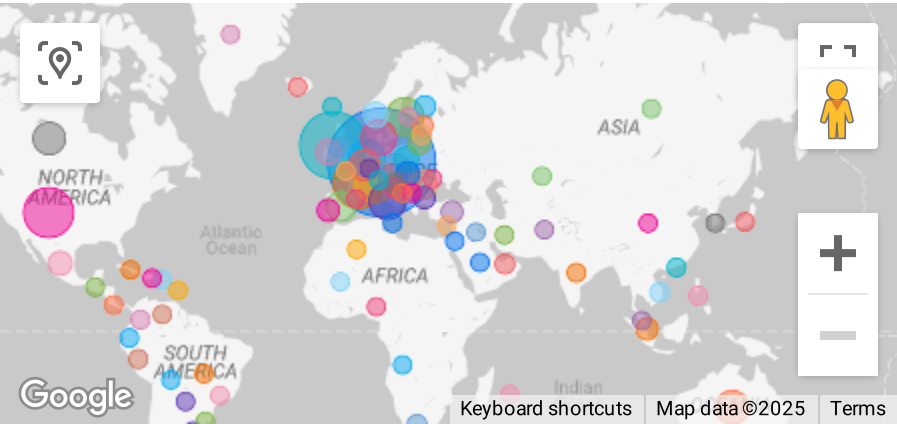 ASIA
NORTH
AMERICA
Atlantic
Ocean
AFRICA
SOUTH
AMERICA
Indian
Google
Keyboard shortcuts
Map data ©2025
Terms